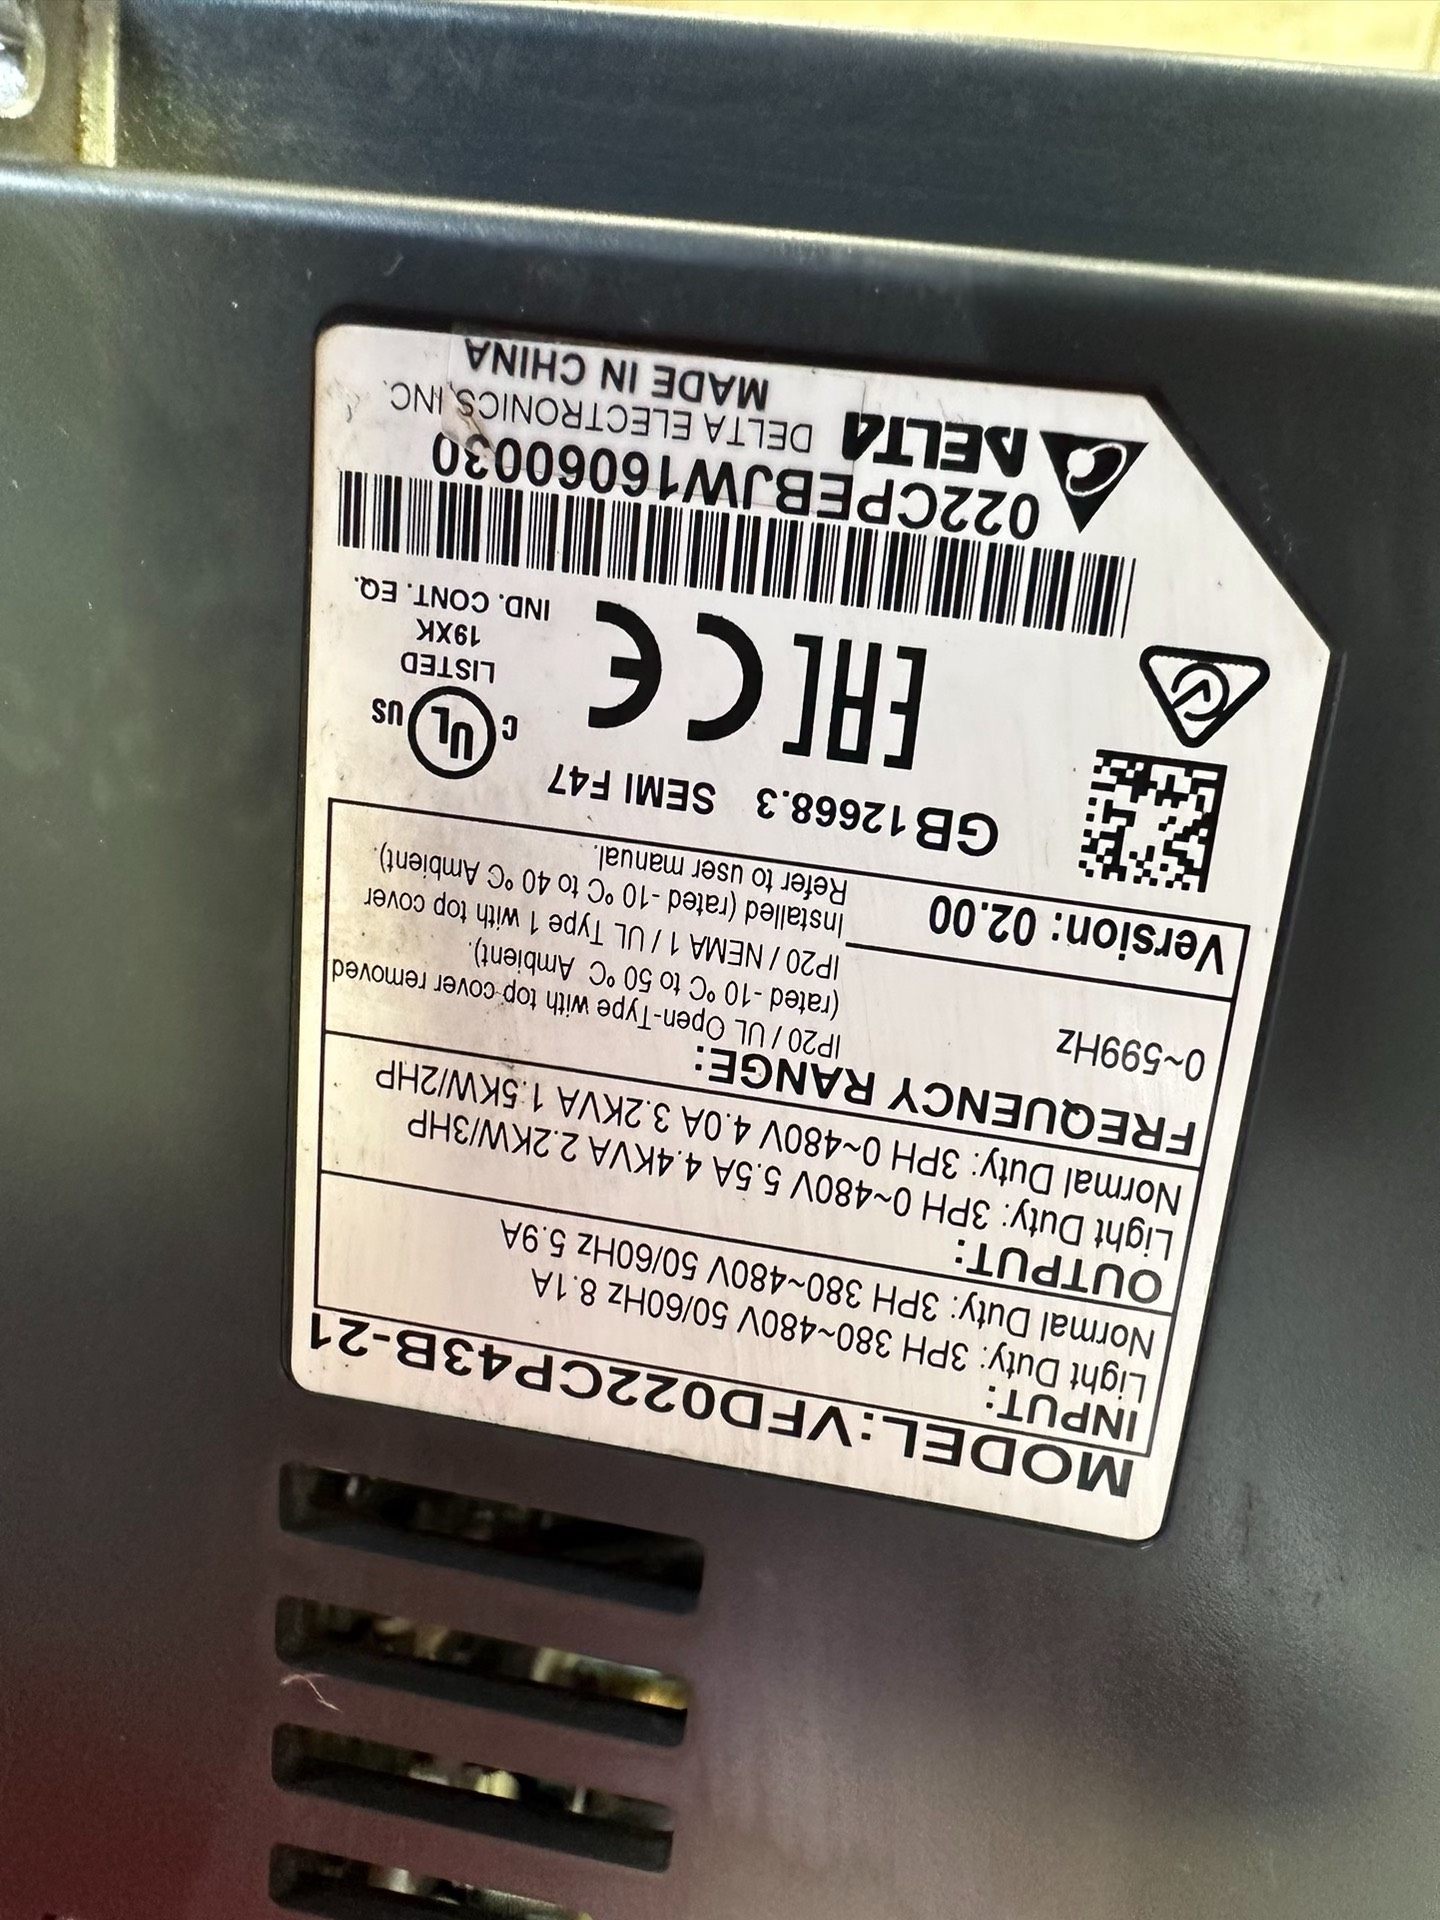 MODEL:VFD022CP43B-21
INPUT:
Light Duty: 3PH 380~480V 50/60Hz 8.1A
Normal Duty: 3PH 380~480V 50/60Hz 5.9A
OUTPUT:
Light Duty: 3PH 0~480V 5.5A 4.4KVA 2.2KW/3HP
Normal Duty: 3PH 0~480V 4.0A 3.2KVA 1.5KW/2HP
FREQUENCY RANGE:
0~599Hz
IP20 / UL Open-Type with top cover removed
(rated -10 °C to 50 °C Ambient).
IP20 / NEMA 1 / UL Type 1 with top cover
Installed (rated -10 °C to 40 °C Ambient).
Refer to user manual.
Version: 02.00
GB12668.3 SEMI F47
EAC CE
C UL US
LISTED
19XK
IND. CONT. EQ.
022CPEBJW16060030
DELTA
DELTA ELECTRONICS, INC.
MADE IN CHINA